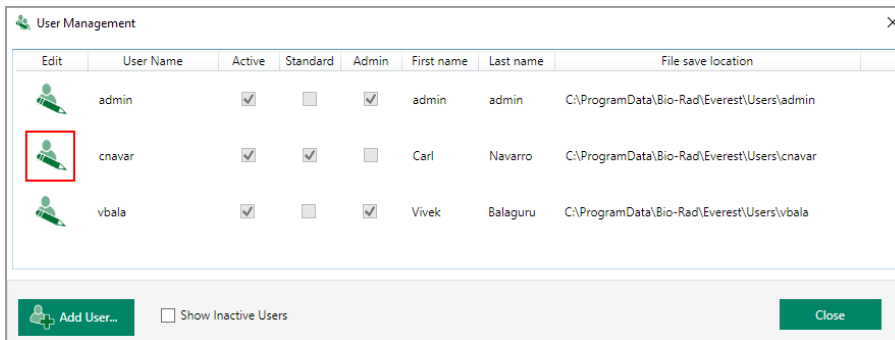 User Management
Edit User Name Active Standard Admin First name Last name File save location
admin admin admin C:\ProgramData\Bio-Rad\Everest\Users\admin
cnavar Carl Navarro C:\ProgramData\Bio-Rad\Everest\Users\cnavar
vbala Vivek Balaguru C:\ProgramData\Bio-Rad\Everest\Users\vbala
Add User... Show Inactive Users Close